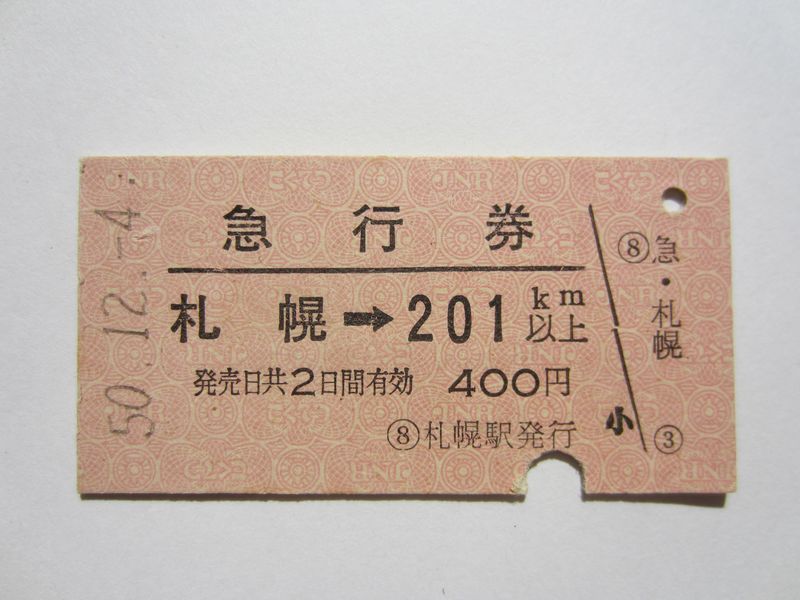 50.12.-4.
急行券
札幌➡201km以上
発売日共2日間有効 400円
⑧札幌駅発行
小
⑧急・札幌
③